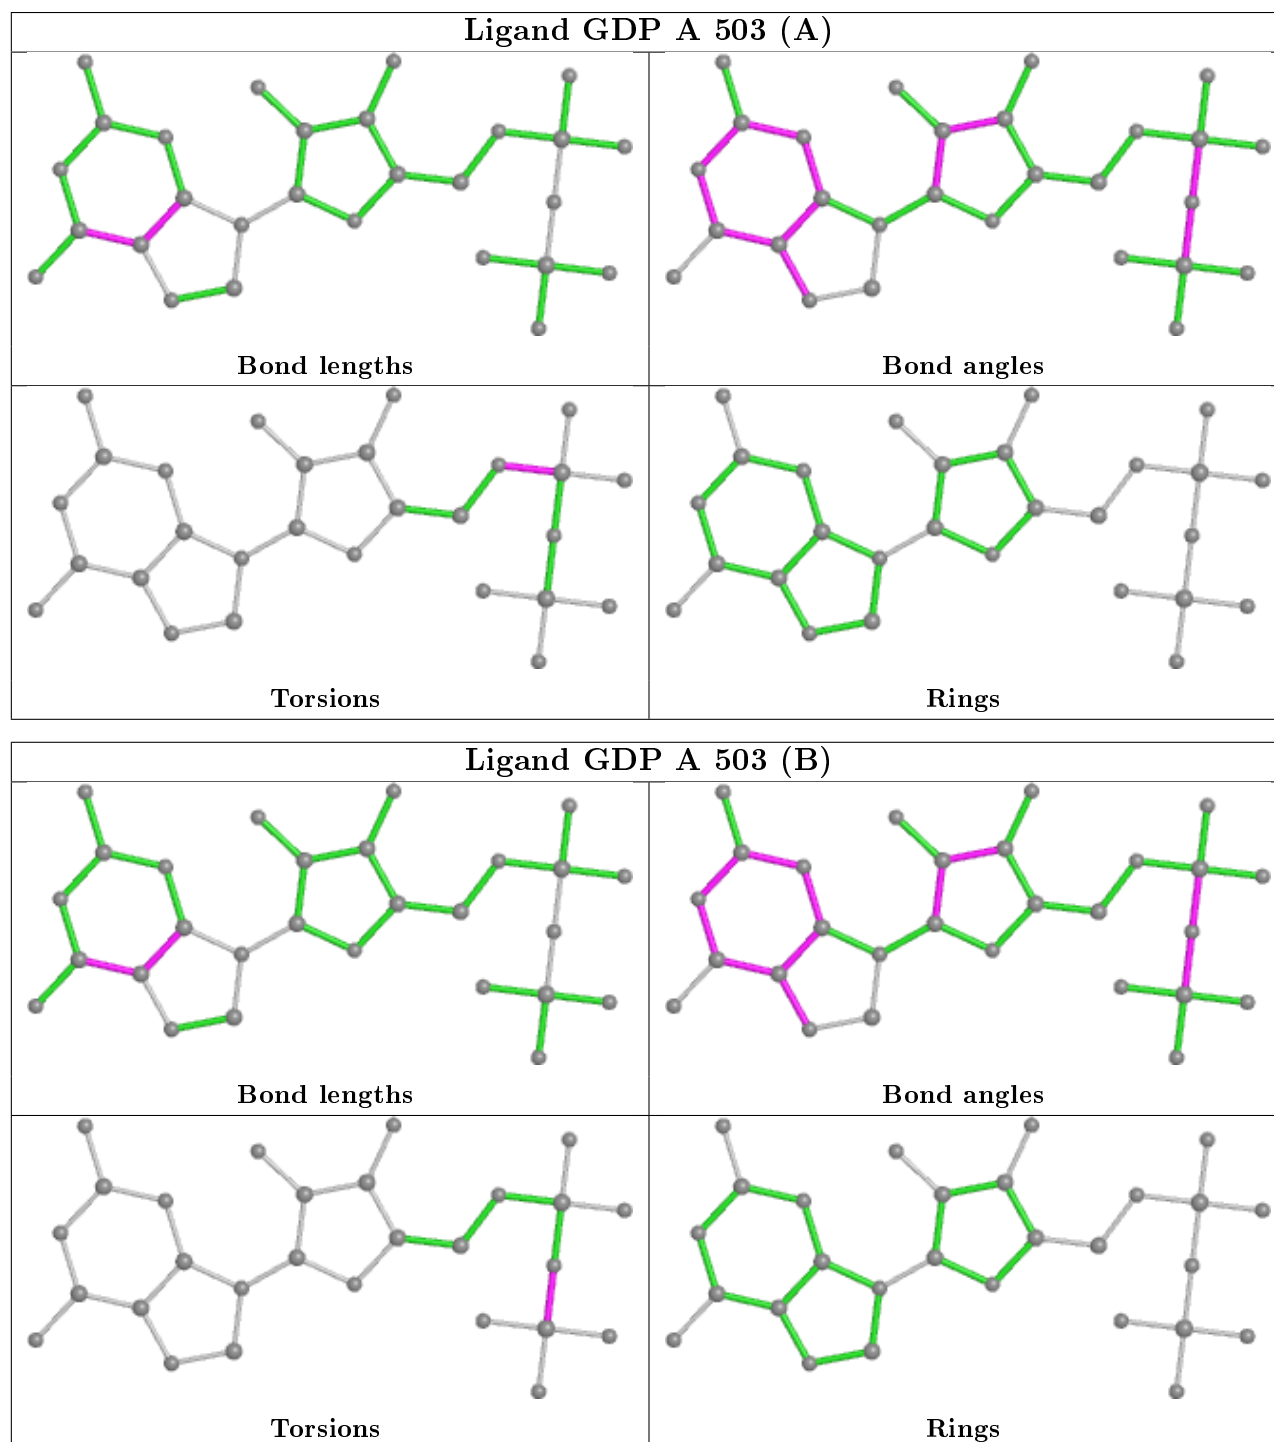 Ligand GDP A 503 (A)
Bond lengths
Bond angles
Torsions
Rings
Ligand GDP A 503 (B)
Bond lengths
Bond angles
Torsions
Rings